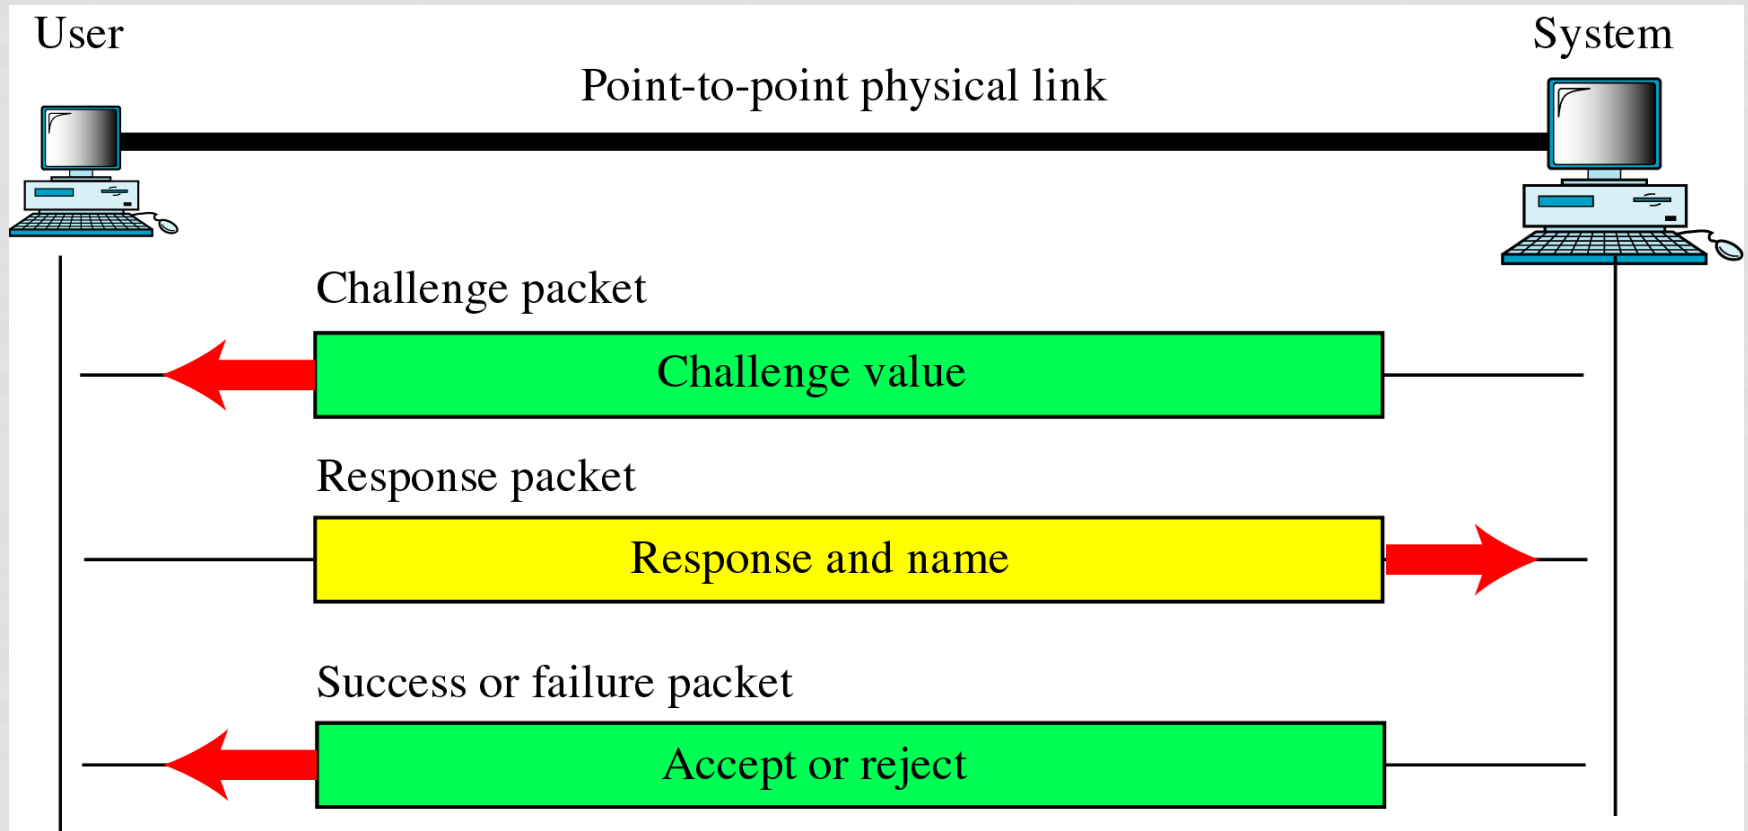 User
System
Point-to-point physical link
Challenge packet
Challenge value
Response packet
Response and name
Success or failure packet
Accept or reject